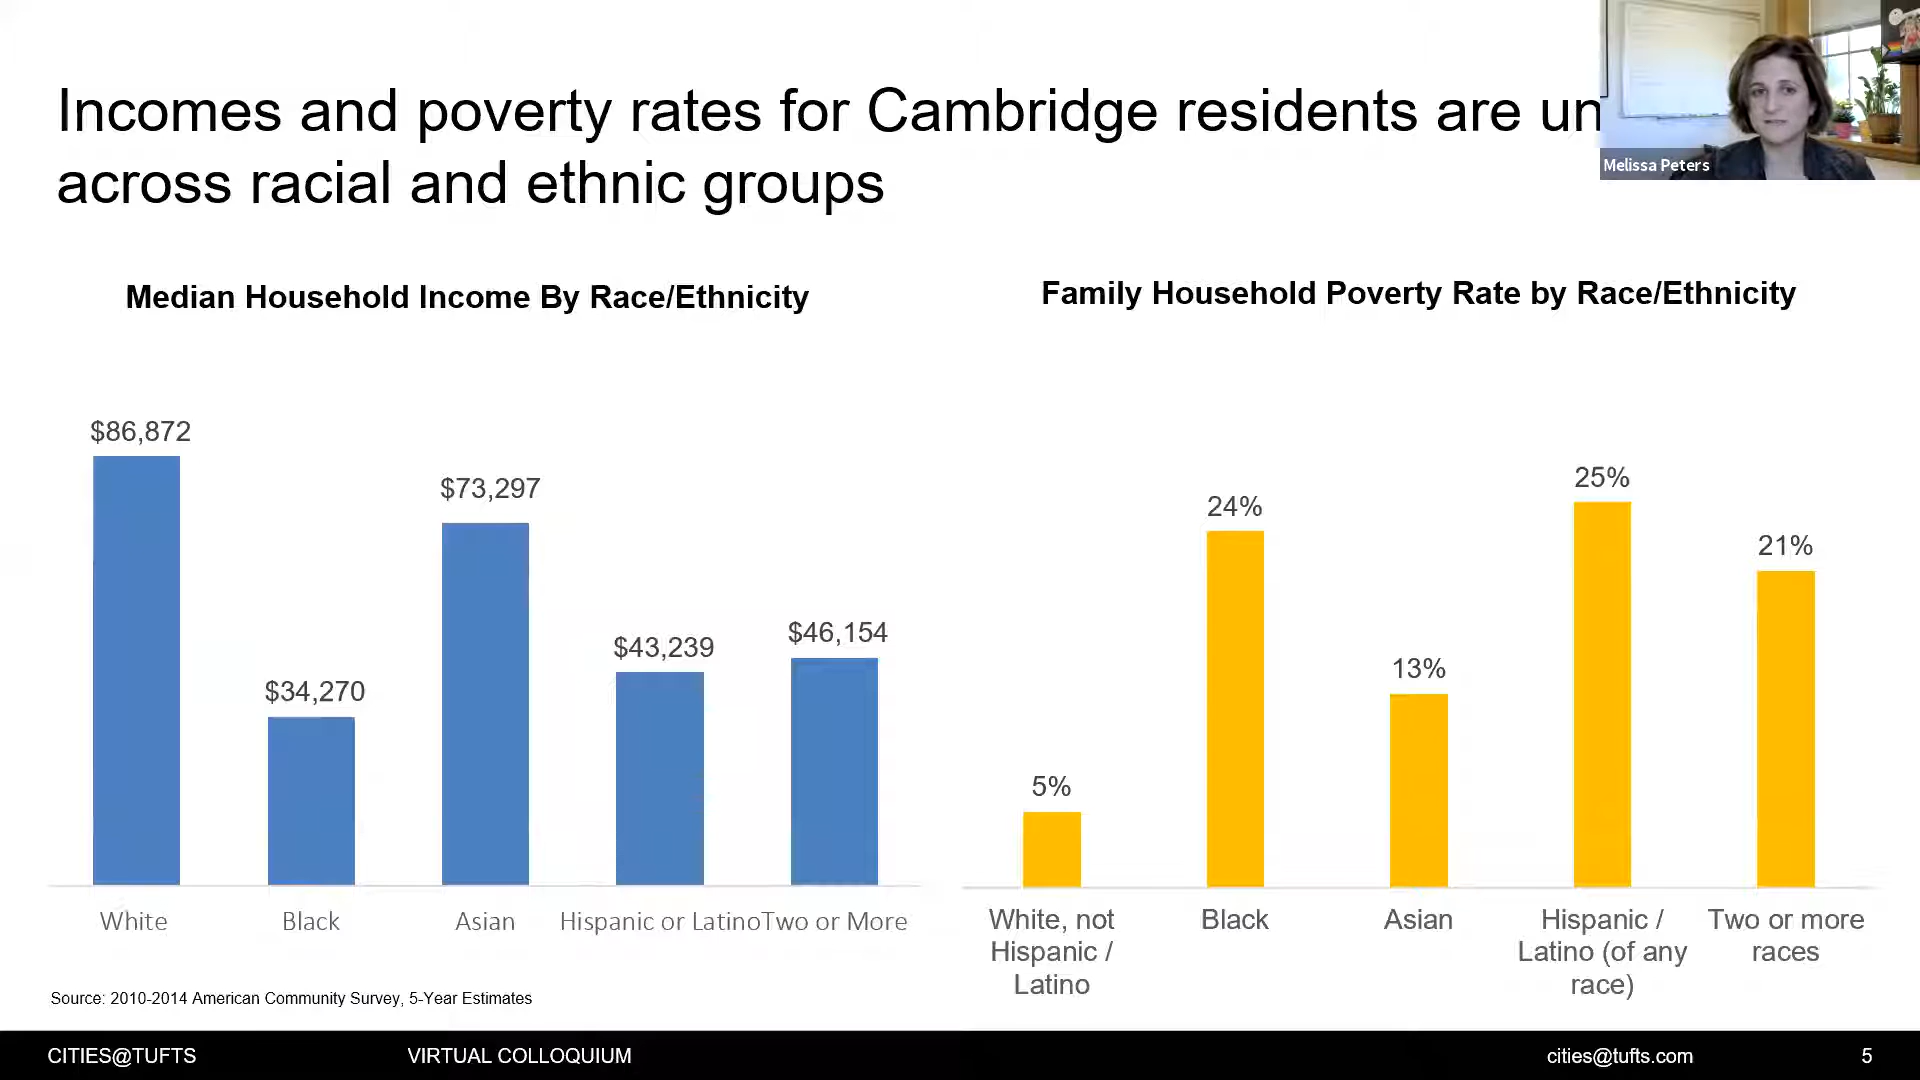 Incomes and poverty rates for Cambridge residents are un
across racial and ethnic groups
Melissa Peters
Median Household Income By Race/Ethnicity
$86,872
$34,270
$73,297
$43,239
$46,154
White
Black
Asian
Hispanic or Latino
Two or More
Source: 2010-2014 American Community Survey, 5-Year Estimates
Family Household Poverty Rate by Race/Ethnicity
5%
24%
13%
25%
21%
White, not
Hispanic /
Latino
Black
Asian
Hispanic /
Latino (of any
race)
Two or more
races
CITIES@TUFTS
VIRTUAL COLLOQUIUM
cities@tufts.com
5